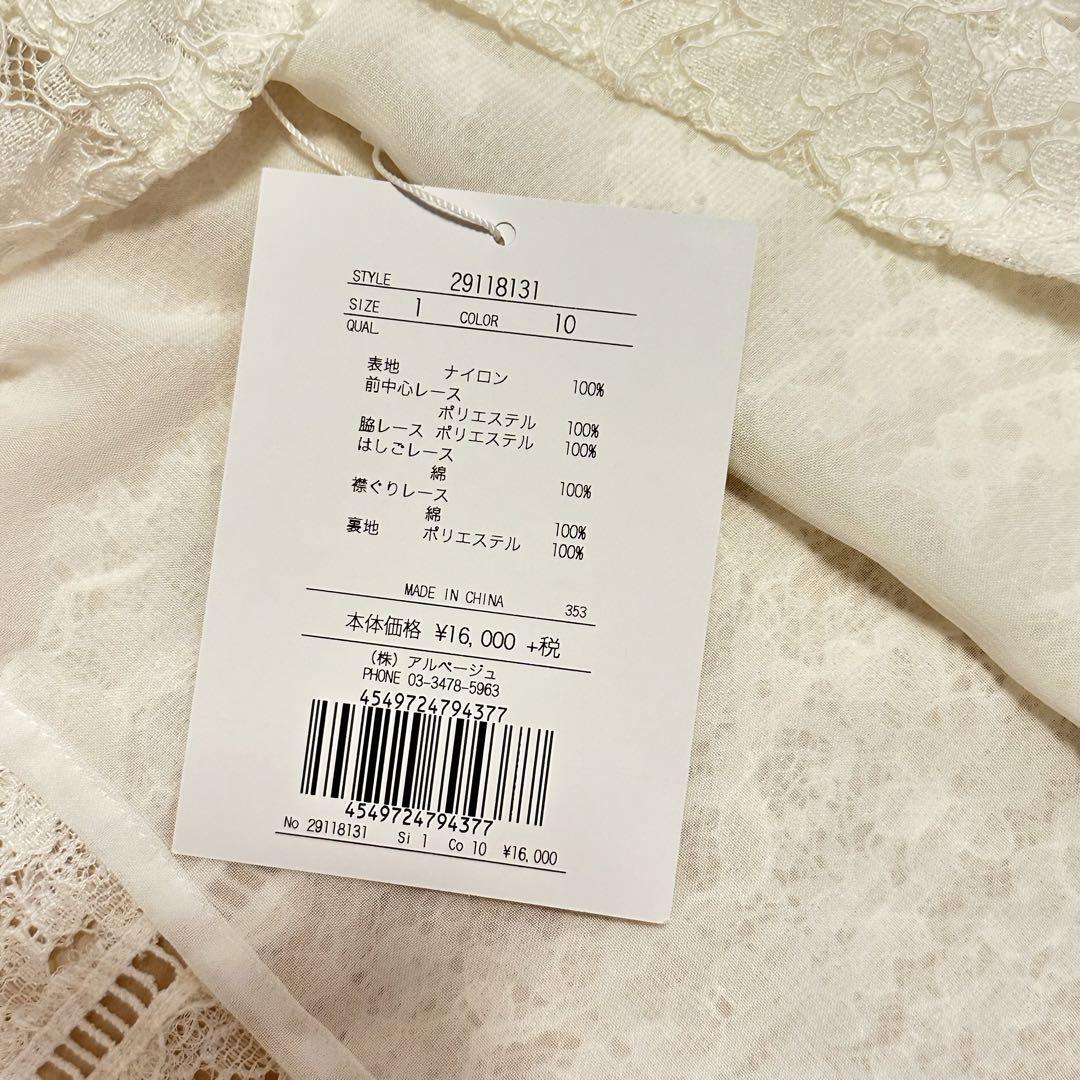 STYLE 29118131
SIZE 1 COLOR 10
QUAL
表地 ナイロン 100%
前中心レース
ポリエステル 100%
脇レース ポリエステル 100%
はしごレース
綿 100%
襟ぐりレース
綿 100%
裏地 ポリエステル 100%
MADE IN CHINA 353
本体価格 ¥16,000 +税
(株) アルページュ
PHONE 03-3478-5963
4549724794377
4549724794377
No 29118131 Si 1 Co 10 ¥16,000